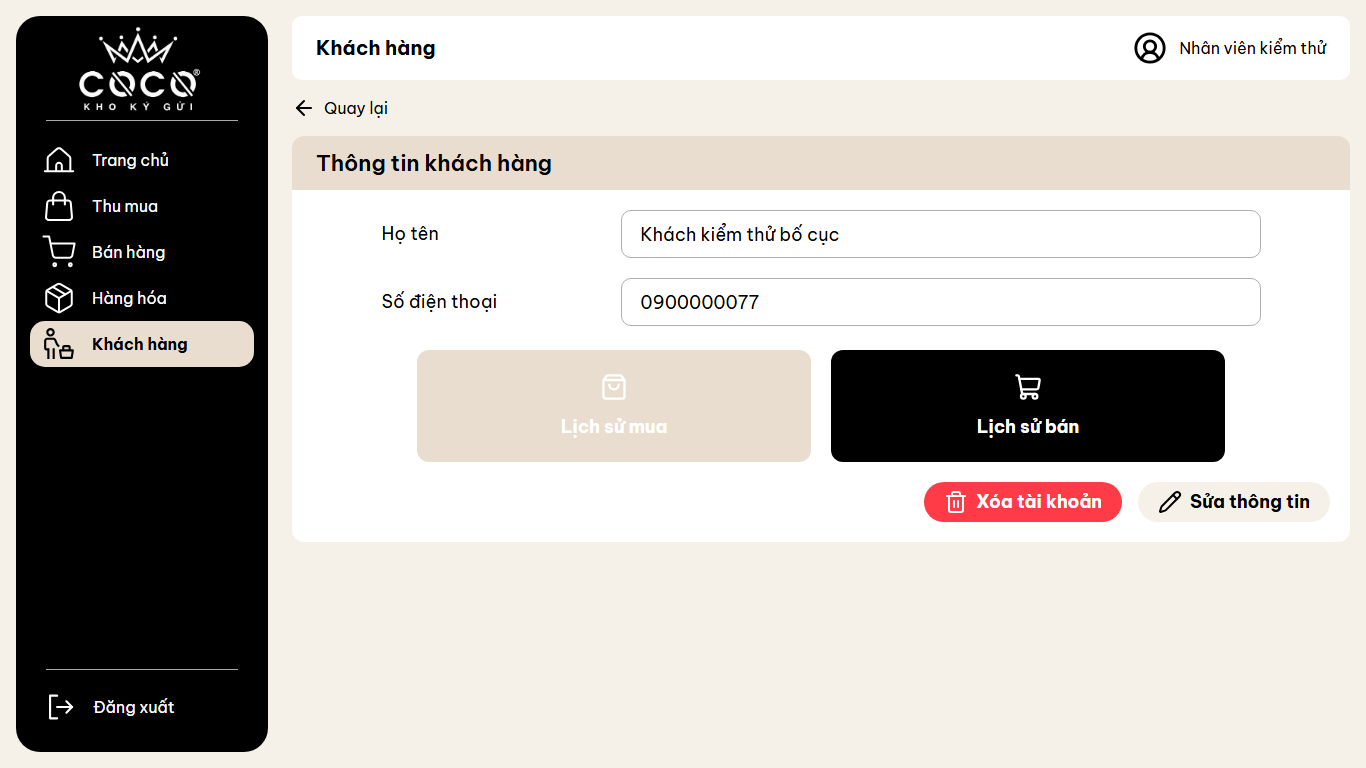 COCO®
KHO KÝ GỬI
Trang chủ
Thu mua
Bán hàng
Hàng hóa
Khách hàng
Đăng xuất
Khách hàng
Nhân viên kiểm thử
Quay lại
Thông tin khách hàng
Họ tên
Khách kiểm thử bố cục
Số điện thoại
0900000077
Lịch sử mua
Lịch sử bán
Xóa tài khoản
Sửa thông tin